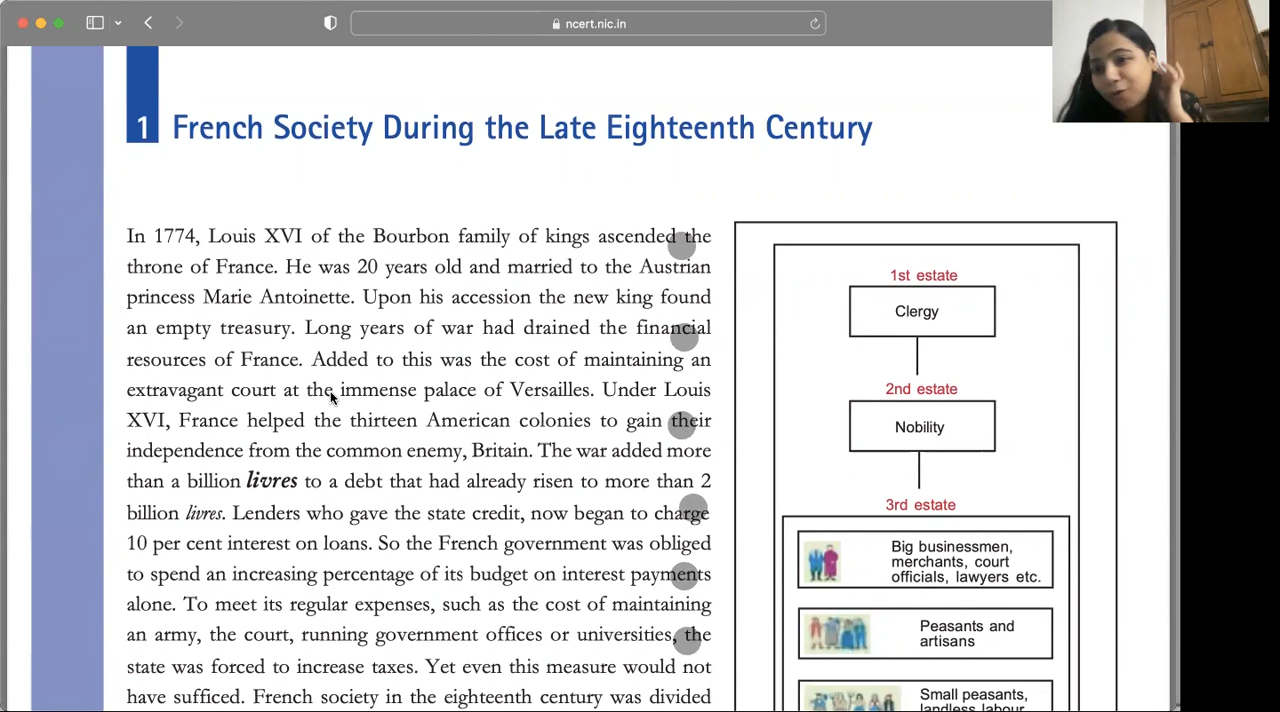 ncert.nic.in
1 French Society During the Late Eighteenth Century
In 1774, Louis XVI of the Bourbon family of kings ascended the
throne of France. He was 20 years old and married to the Austrian
princess Marie Antoinette. Upon his accession the new king found
an empty treasury. Long years of war had drained the financial
resources of France. Added to this was the cost of maintaining an
extravagant court at the immense palace of Versailles. Under Louis
XVI, France helped the thirteen American colonies to gain their
independence from the common enemy, Britain. The war added more
than a billion livres to a debt that had already risen to more than 2
billion livres. Lenders who gave the state credit, now began to charge
10 per cent interest on loans. So the French government was obliged
to spend an increasing percentage of its budget on interest payments
alone. To meet its regular expenses, such as the cost of maintaining
an army, the court, running government offices or universities, the
state was forced to increase taxes. Yet even this measure would not
have sufficed. French society in the eighteenth century was divided
1st estate
Clergy
2nd estate
Nobility
3rd estate
Big businessmen,
merchants, court
officials, lawyers etc.
Peasants and
artisans
Small peasants,
landless labour